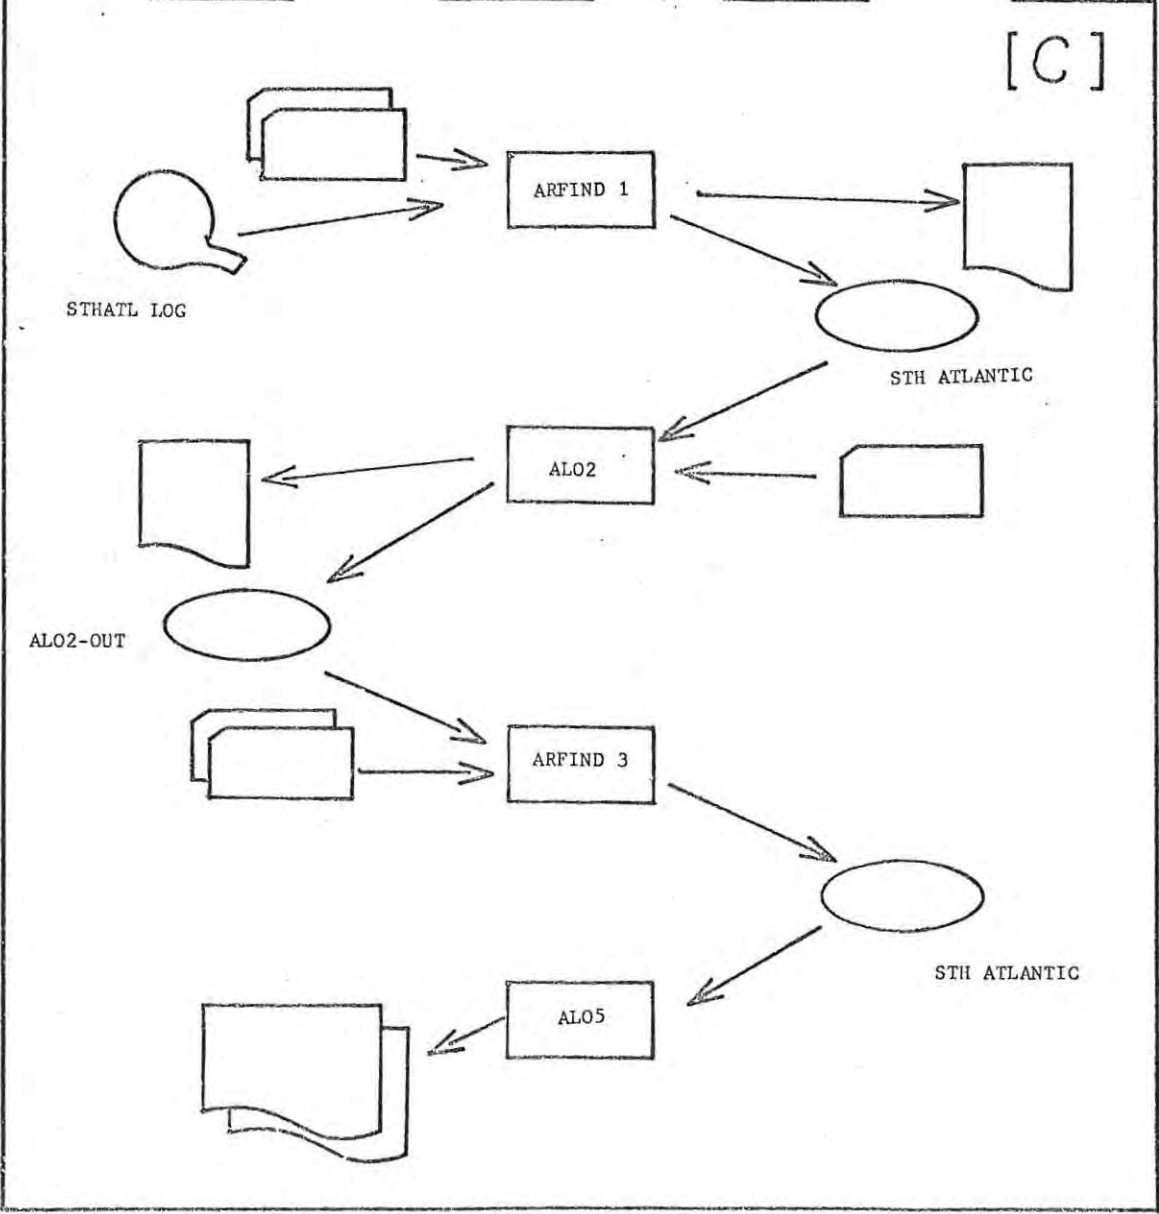 [C]
ARFIND 1
STHATL LOG
STH ATLANTIC
ALO2
ALO2-OUT
ARFIND 3
STH ATLANTIC
ALO5